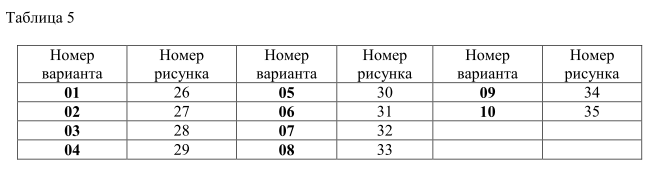 Таблица 5
Номер варианта Номер рисунка Номер варианта Номер рисунка Номер варианта Номер рисунка
01 26 05 30 09 34
02 27 06 31 10 35
03 28 07 32
04 29 08 33